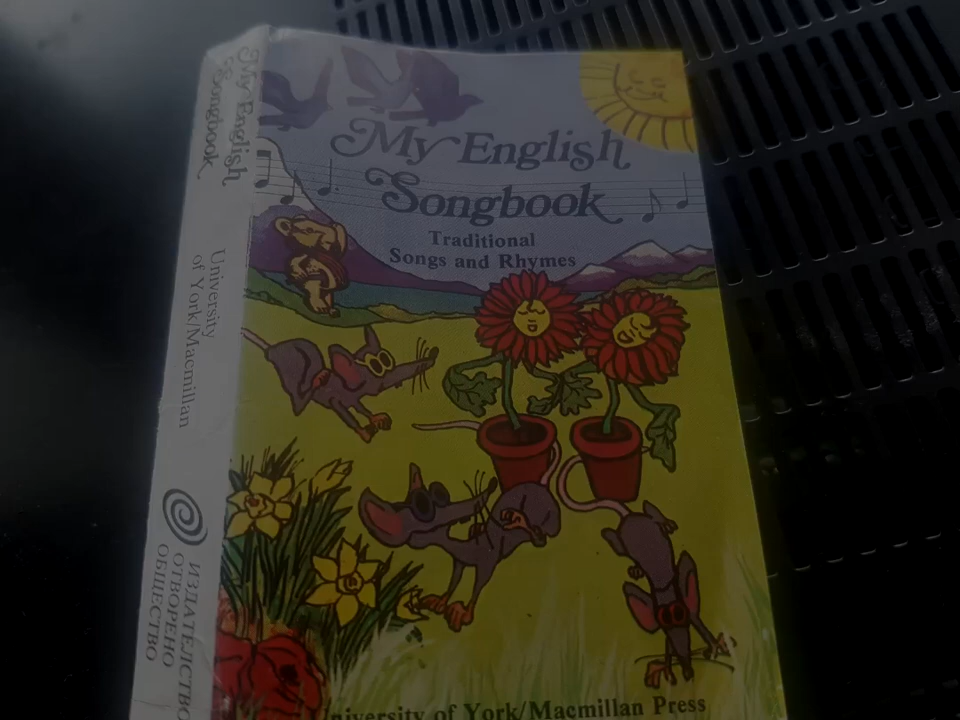 My English
Songbook
University
of York/Macmillan
ИЗДАТЕЛСТВО
ОТВОРЕНО
ОБЩЕСТВО
My English
Songbook
Traditional
Songs and Rhymes
University of York/Macmillan Press